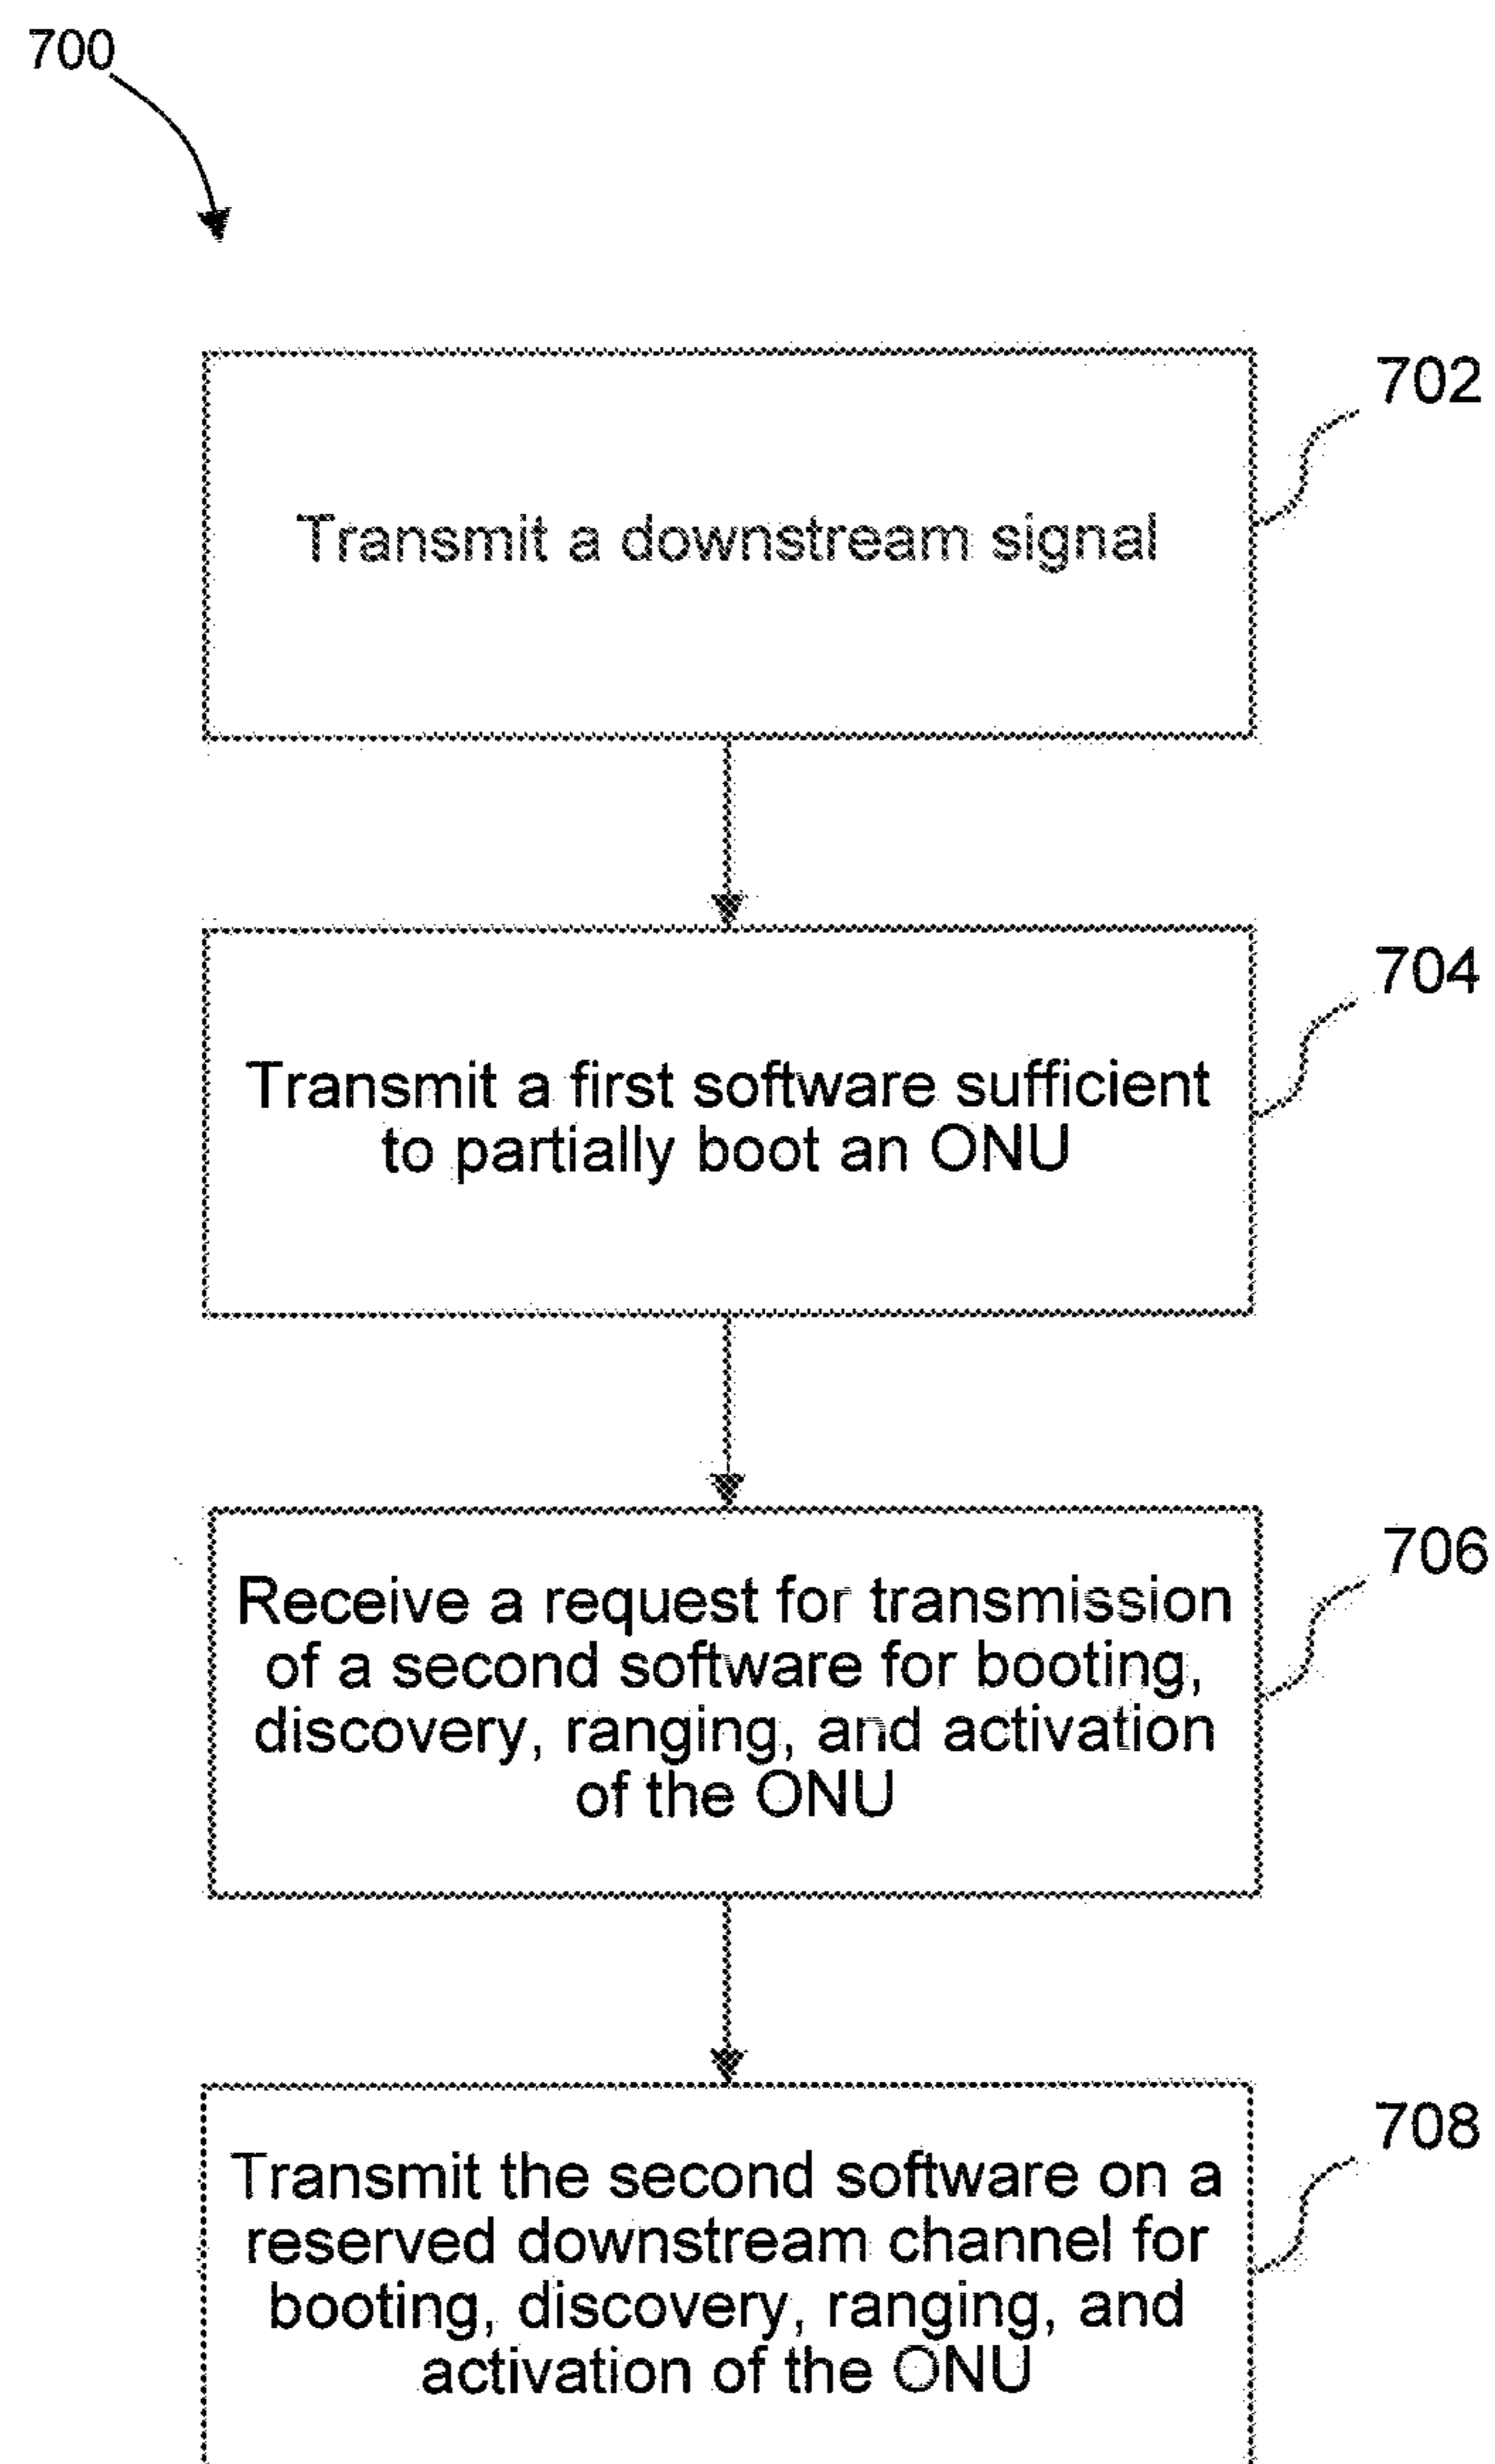 700
702
Transmit a downstream signal
704
Transmit a first software sufficient
to partially boot an ONU
706
Receive a request for transmission
of a second software for booting,
discovery, ranging, and activation
of the ONU
708
Transmit the second software on a
reserved downstream channel for
booting, discovery, ranging, and
activation of the ONU